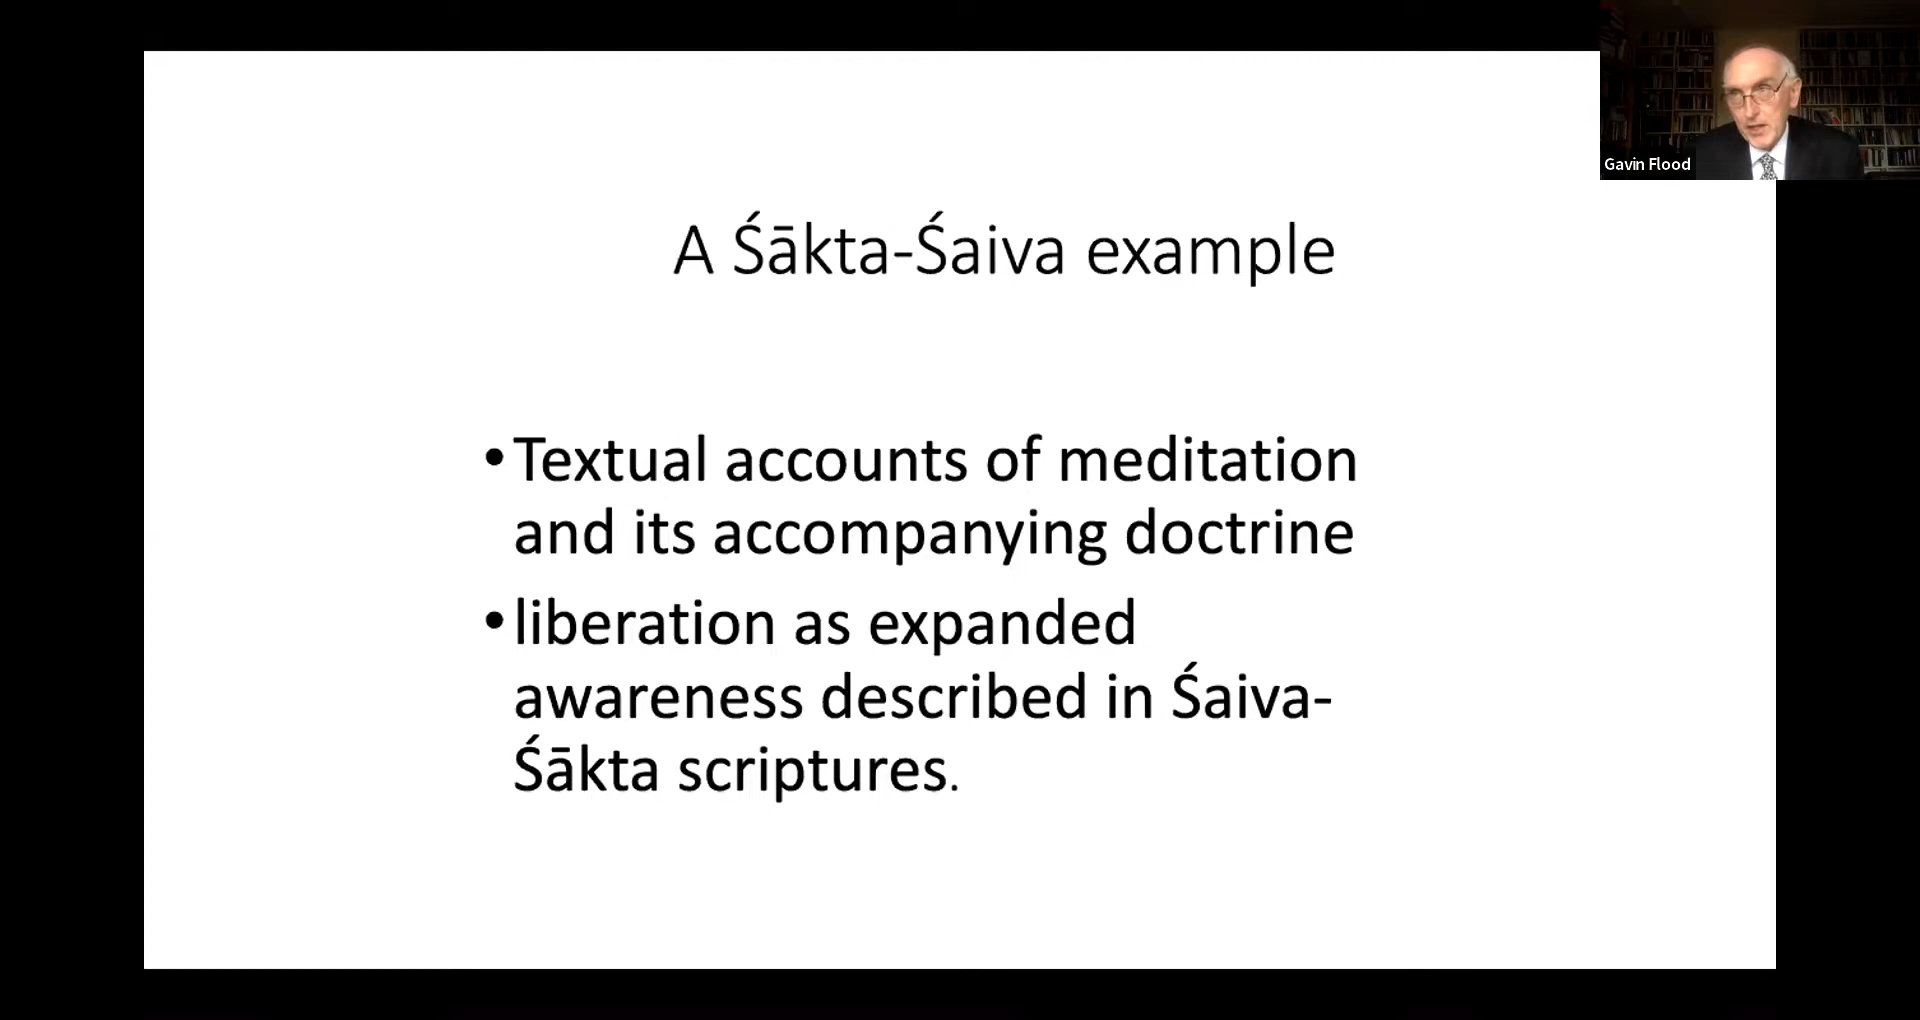 Gavin Flood
A Śākta-Śaiva example
•Textual accounts of meditation
and its accompanying doctrine
•liberation as expanded
awareness described in Śaiva-
Śākta scriptures.